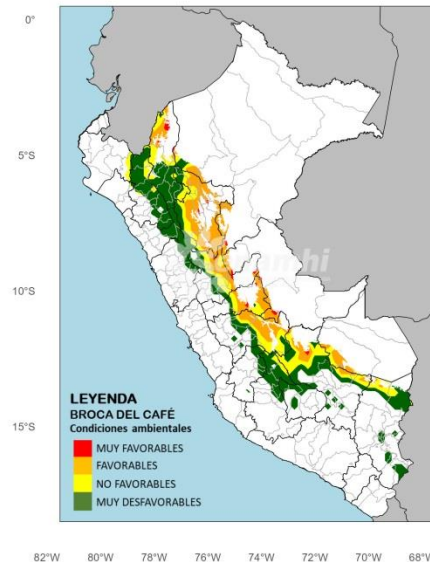 0°
5°S
10°S
15°S
senamhi
LEYENDA
BROCA DEL CAFÉ
Condiciones ambientales
MUY FAVORABLES
FAVORABLES
NO FAVORABLES
MUY DESFAVORABLES
82°W 80°W 78°W 76°W 74°W 72°W 70°W 68°W